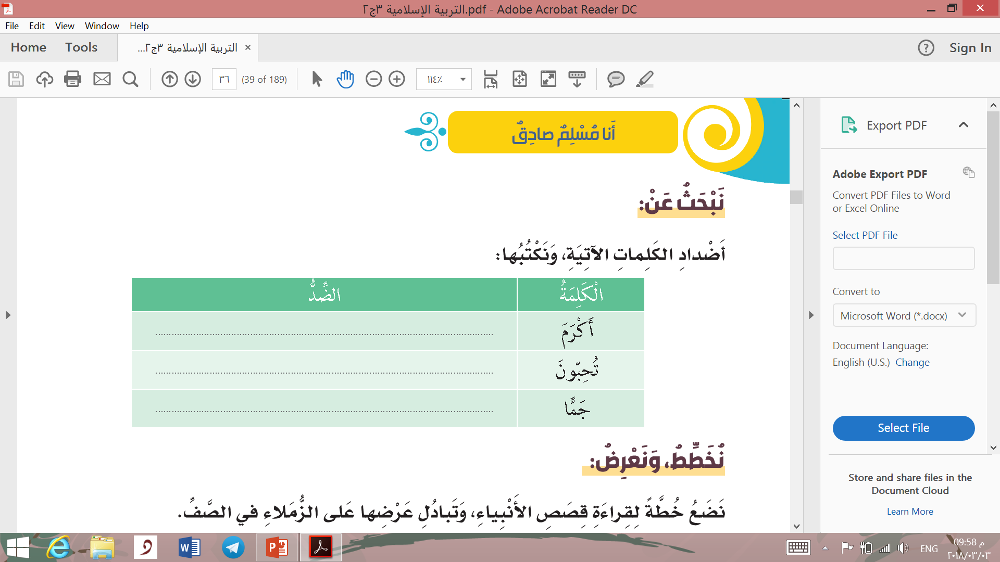 التربية الإسلامية ٣ج٢.pdf - Adobe Acrobat Reader DC
File Edit View Window Help
Home Tools التربية الإسلامية ٣ج٢... × Sign In
٣٦ (39 of 189) ١١٤٪
أَنا مُسْلِمٌ صادِقٌ
نَبْحَثُ عَنْ:
أَضْدادِ الكَلِماتِ الآتِيَةِ، وَنَكْتُبُها:
الْكَلِمَةُ الضِّدُّ
أَكْرَمَ
تُحِبّونَ
جَمًّا
نُخَطِّطُ، وَنَعْرِضُ:
نَضَعُ خُطَّةً لِقِراءَةِ قِصَصِ الأَنْبِياءِ، وَتَبادُلِ عَرْضِها عَلى الزُّمَلاءِ في الصَّفِّ.
Export PDF
Adobe Export PDF
Convert PDF Files to Word
or Excel Online
Select PDF File
Convert to
Microsoft Word (*.docx)
Document Language:
English (U.S.) Change
Select File
Store and share files in the
Document Cloud
Learn More
ENG
09:58 م
٢٠١٨/٠٣/٠٣